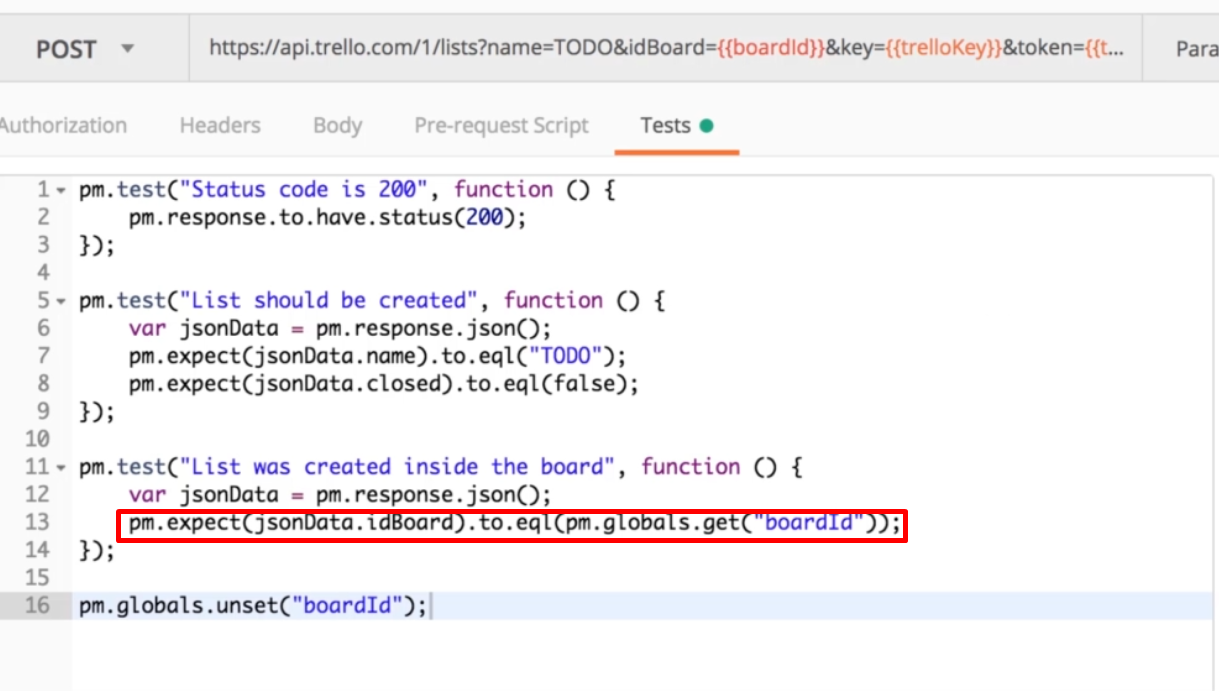 POST https://api.trello.com/1/lists?name=TODO&idBoard={{boardId}}&key={{trelloKey}}&token={{t... Para
Authorization Headers Body Pre-request Script Tests
1 pm.test("Status code is 200", function () {
2 pm.response.to.have.status(200);
3 });
4
5 pm.test("List should be created", function () {
6 var jsonData = pm.response.json();
7 pm.expect(jsonData.name).to.eql("TODO");
8 pm.expect(jsonData.closed).to.eql(false);
9 });
10
11 pm.test("List was created inside the board", function () {
12 var jsonData = pm.response.json();
13 pm.expect(jsonData.idBoard).to.eql(pm.globals.get("boardId"));
14 });
15
16 pm.globals.unset("boardId");